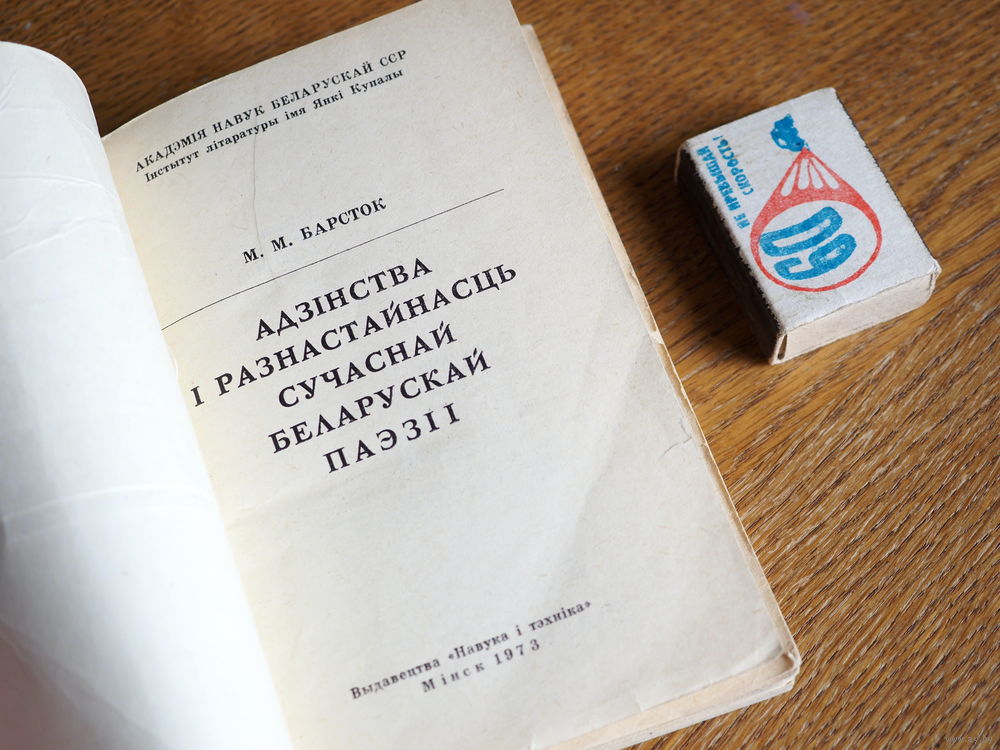 АКАДЭМІЯ НАВУК БЕЛАРУСКАЙ ССР
Інстытут літаратуры імя Янкі Купалы
М. М. БАРСТОК
АДЗІНСТВА
І РАЗНАСТАЙНАСЦЬ
СУЧАСНАЙ
БЕЛАРУСКАЙ
ПАЭЗІІ
Выдавецтва «Навука і тэхніка»
Мінск 1973
НЕ ПРЕВЫШАЙ
СКОРОСТЬ!
60